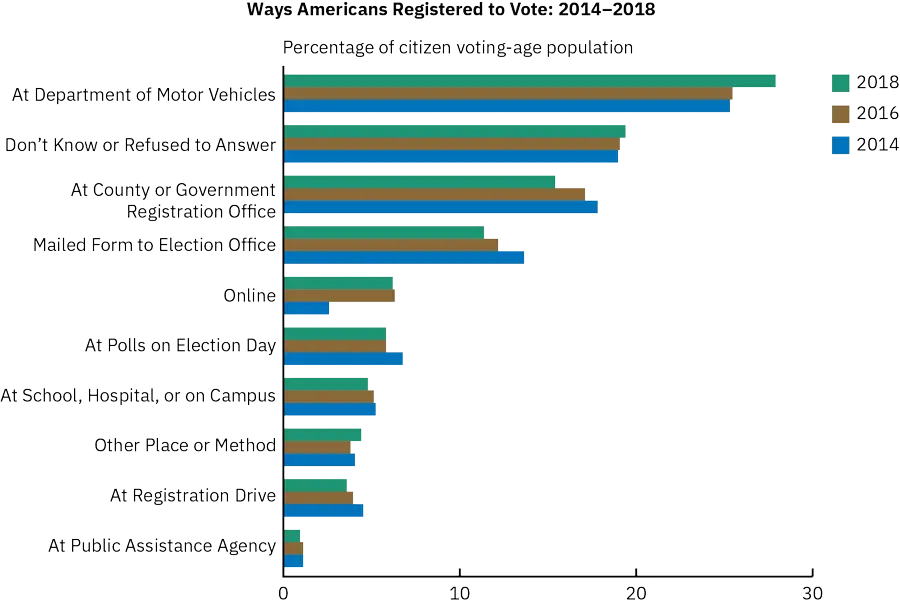 Ways Americans Registered to Vote: 2014–2018
Percentage of citizen voting-age population
2018
2016
2014
At Department of Motor Vehicles
Don’t Know or Refused to Answer
At County or Government
Registration Office
Mailed Form to Election Office
Online
At Polls on Election Day
At School, Hospital, or on Campus
Other Place or Method
At Registration Drive
At Public Assistance Agency
0 10 20 30